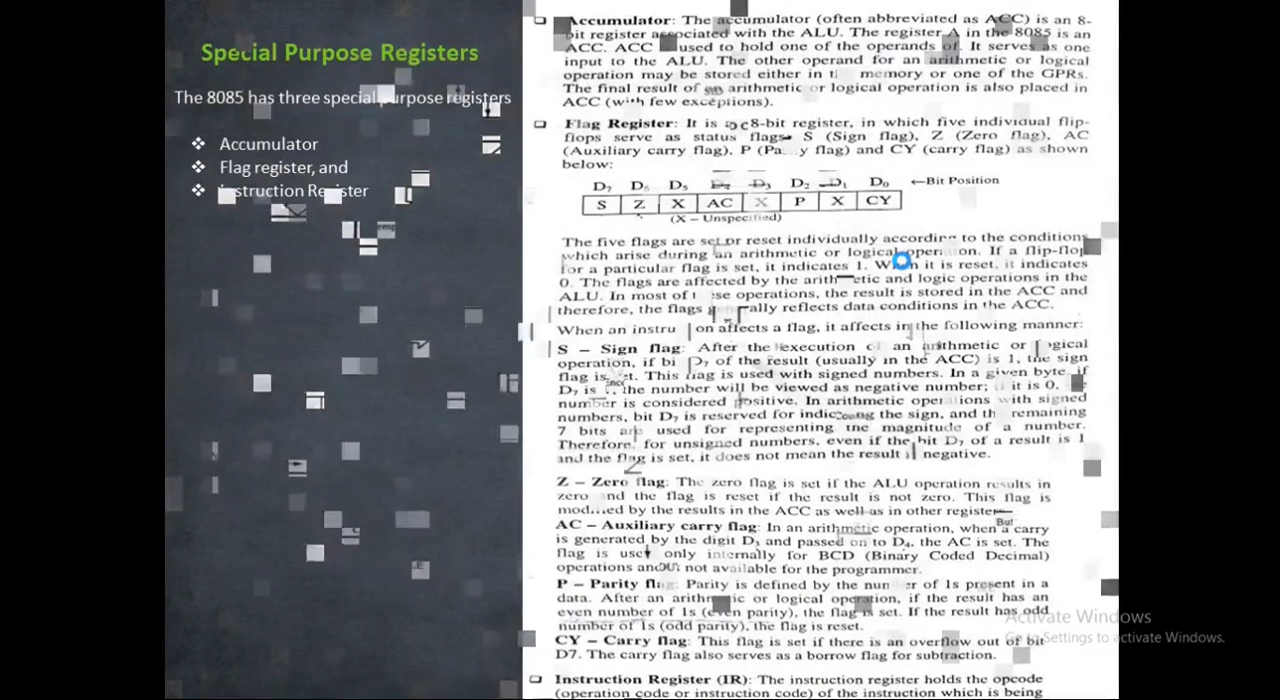 Special Purpose Registers
The 8085 has three special purpose registers
❖ Accumulator
❖ Flag register, and
❖ Instruction Register
❑ Accumulator: The accumulator (often abbreviated as ACC) is an 8-
bit register associated with the ALU. The register A in the 8085 is an
ACC. ACC used to hold one of the operands of. It serves as one
input to the ALU. The other operand for an arithmetic or logical
operation may be stored either in memory or one of the GPRs.
The final result of arithmetic or logical operation is also placed in
ACC (with few exceptions).
❑ Flag Register: It is 8-bit register, in which five individual flip-
flops serve as status flags S (Sign flag), Z (Zero flag), AC
(Auxiliary carry flag), P (Parity flag) and CY (carry flag) as shown
below:
D7 D6 D5 D4 D3 D2 D1 D0 ←Bit Position
S Z X AC X P X CY
(X – Unspecified)
The five flags are set or reset individually according to the conditions
which arise during an arithmetic or logical operation. If a flip-flop
for a particular flag is set, it indicates 1. When it is reset, it indicates
0. The flags are affected by the arithmetic and logic operations in the
ALU. In most of these operations, the result is stored in the ACC and
therefore, the flags generally reflects data conditions in the ACC.
When an instruction affects a flag, it affects in the following manner:
S – Sign flag: After the execution of an arithmetic or logical
operation, if bit D7 of the result (usually in the ACC) is 1, the sign
flag is set. This flag is used with signed numbers. In a given byte, if
D7 is the number will be viewed as negative number; if it is 0,
number is considered positive. In arithmetic operations with signed
numbers, bit D7 is reserved for indicating the sign, and the remaining
7 bits are used for representing the magnitude of a number.
Therefore, for unsigned numbers, even if the bit D7 of a result is 1
and the flag is set, it does not mean the result is negative.
Z – Zero flag: The zero flag is set if the ALU operation results in
zero and the flag is reset if the result is not zero. This flag is
modified by the results in the ACC as well as in other register
AC – Auxiliary carry flag: In an arithmetic operation, when a carry
is generated by the digit D3 and passed on to D4, the AC is set. The
flag is used only internally for BCD (Binary Coded Decimal)
operations and not available for the programmer.
P – Parity flag: Parity is defined by the number of 1s present in a
data. After an arithmetic or logical operation, if the result has an
even number of 1s (even parity), the flag is set. If the result has odd
number of 1s (odd parity), the flag is reset.
CY – Carry flag: This flag is set if there is an overflow out of bit
D7. The carry flag also serves as a borrow flag for subtraction.
❑ Instruction Register (IR): The instruction register holds the opcode
(operation code or instruction code) of the instruction which is being
Activate Windows
Go to Settings to activate Windows.